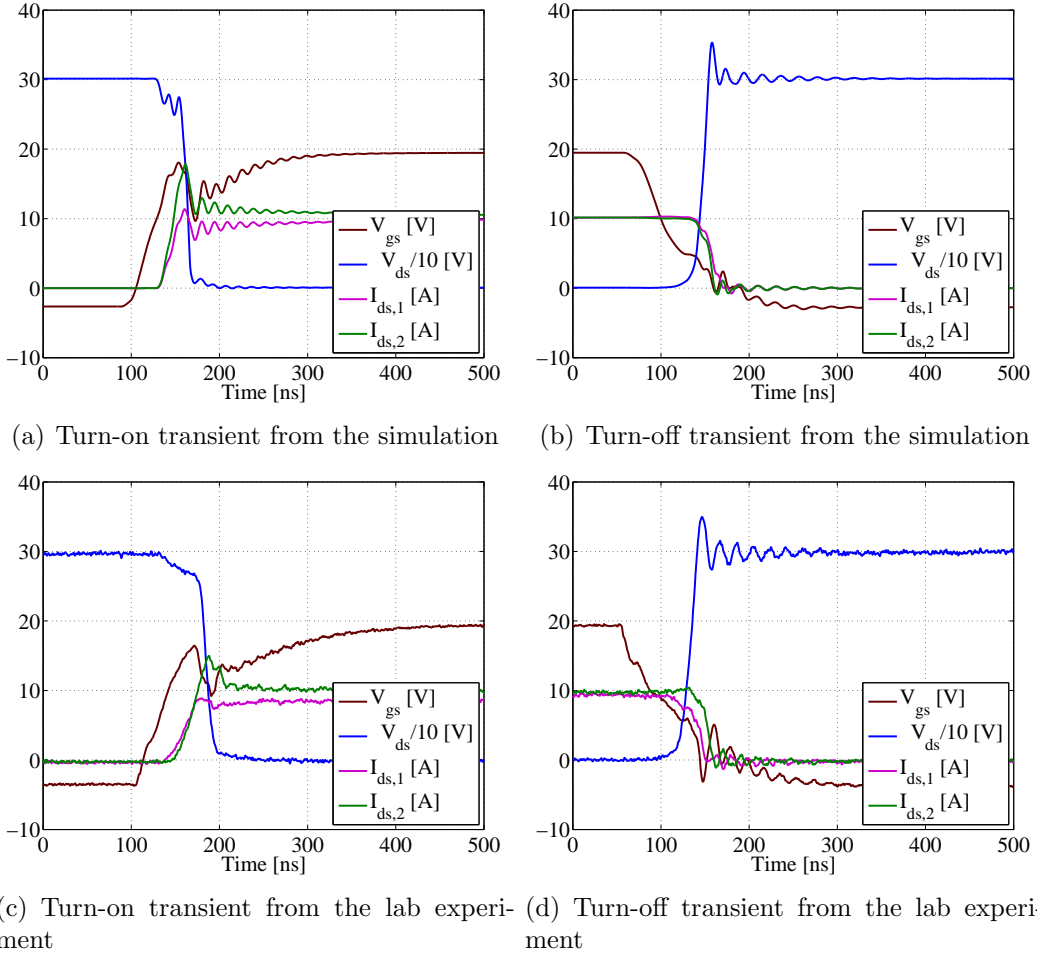 40
30
20
10
0
−10
0 100 200 300 400 500
Time [ns]
V_gs [V]
V_ds/10 [V]
I_ds,1 [A]
I_ds,2 [A]
(a) Turn-on transient from the simulation
40
30
20
10
0
−10
0 100 200 300 400 500
Time [ns]
V_gs [V]
V_ds/10 [V]
I_ds,1 [A]
I_ds,2 [A]
(b) Turn-off transient from the simulation
40
30
20
10
0
−10
0 100 200 300 400 500
Time [ns]
V_gs [V]
V_ds/10 [V]
I_ds,1 [A]
I_ds,2 [A]
(c) Turn-on transient from the lab experi-
ment
40
30
20
10
0
−10
0 100 200 300 400 500
Time [ns]
V_gs [V]
V_ds/10 [V]
I_ds,1 [A]
I_ds,2 [A]
(d) Turn-off transient from the lab experi-
ment